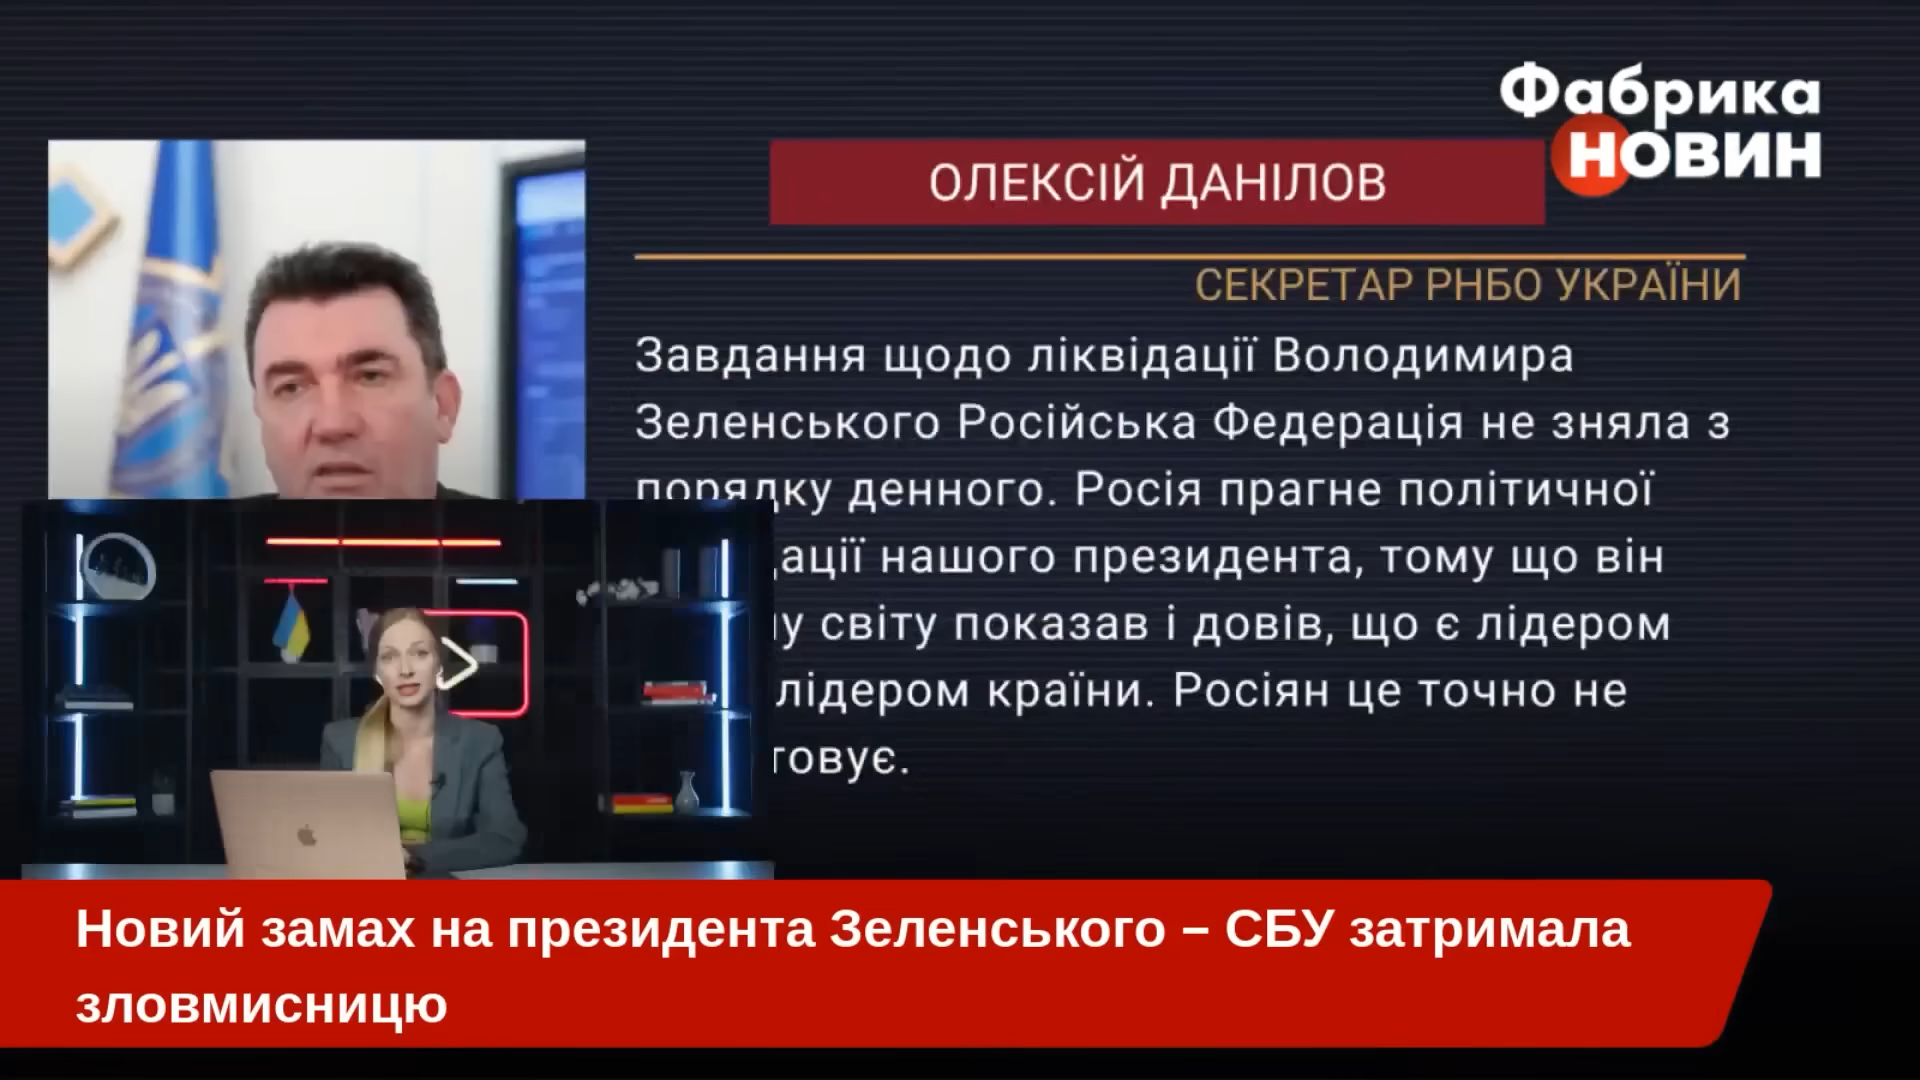 Фабрика
новин
ОЛЕКСІЙ ДАНІЛОВ
СЕКРЕТАР РНБО УКРАЇНИ
Завдання щодо ліквідації Володимира
Зеленського Російська Федерація не зняла з
порядку денного. Росія прагне політичної
нашого президента, тому що він
світу показав і довів, що є лідером
лідером країни. Росіян це точно не
Новий замах на президента Зеленського – СБУ затримала
зловмисницю